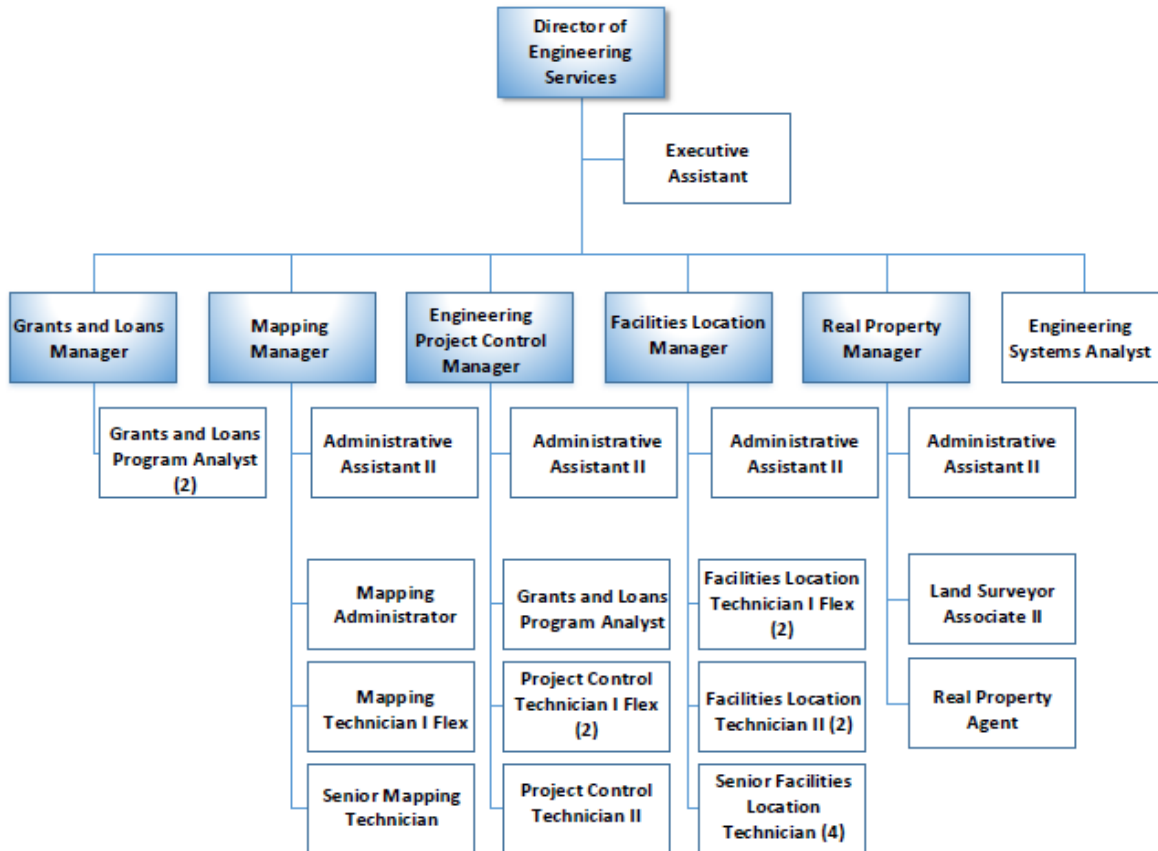 Director of
Engineering
Services
Executive
Assistant
Grants and Loans
Manager
Mapping
Manager
Engineering
Project Control
Manager
Facilities Location
Manager
Real Property
Manager
Engineering
Systems Analyst
Grants and Loans
Program Analyst
(2)
Administrative
Assistant II
Administrative
Assistant II
Administrative
Assistant II
Administrative
Assistant II
Mapping
Administrator
Grants and Loans
Program Analyst
Facilities Location
Technician I Flex
(2)
Land Surveyor
Associate II
Mapping
Technician I Flex
Project Control
Technician I Flex
(2)
Facilities Location
Technician II (2)
Real Property
Agent
Senior Mapping
Technician
Project Control
Technician II
Senior Facilities
Location
Technician (4)